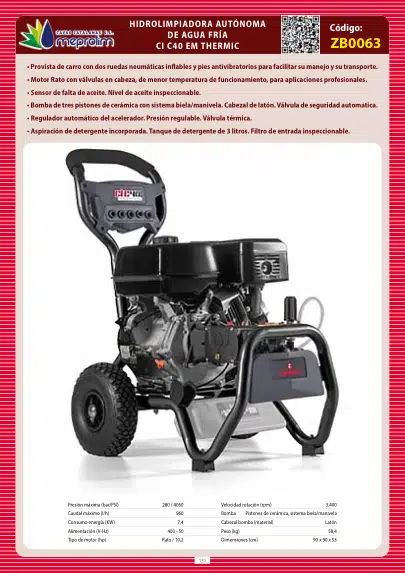 CAPRO CATALANAS S.L.
meprolim
HIDROLIMPIADORA AUTÓNOMA
DE AGUA FRÍA
CI C40 EM THERMIC
Código:
ZB0063
• Provista de carro con dos ruedas neumáticas inflables y pies antivibratorios para facilitar su manejo y su transporte.
• Motor Rato con válvulas en cabeza, de menor temperatura de funcionamiento, para aplicaciones profesionales.
• Sensor de falta de aceite. Nivel de aceite inspeccionable.
• Bomba de tres pistones de cerámica con sistema biela/manivela. Cabezal de latón. Válvula de seguridad automatica.
• Regulador automático del acelerador. Presión regulable. Válvula térmica.
• Aspiración de detergente incorporada. Tanque de detergente de 3 litros. Filtro de entrada inspeccionable.
Presión máxima (bar/PSI) 280 / 4060
Caudal máximo (l/h) 960
Consumo energía (KW) 7,4
Alimentación (V-Hz) 400 - 50
Tipo de motor (hp) Rato / 10,2
Velocidad rotación (rpm) 3.400
Bomba Pistones de cerámica, sistema biela/manivela
Cabezal bomba (material) Latón
Peso (kg) 58,4
Dimensiones (cm) 90 x 90 x 53